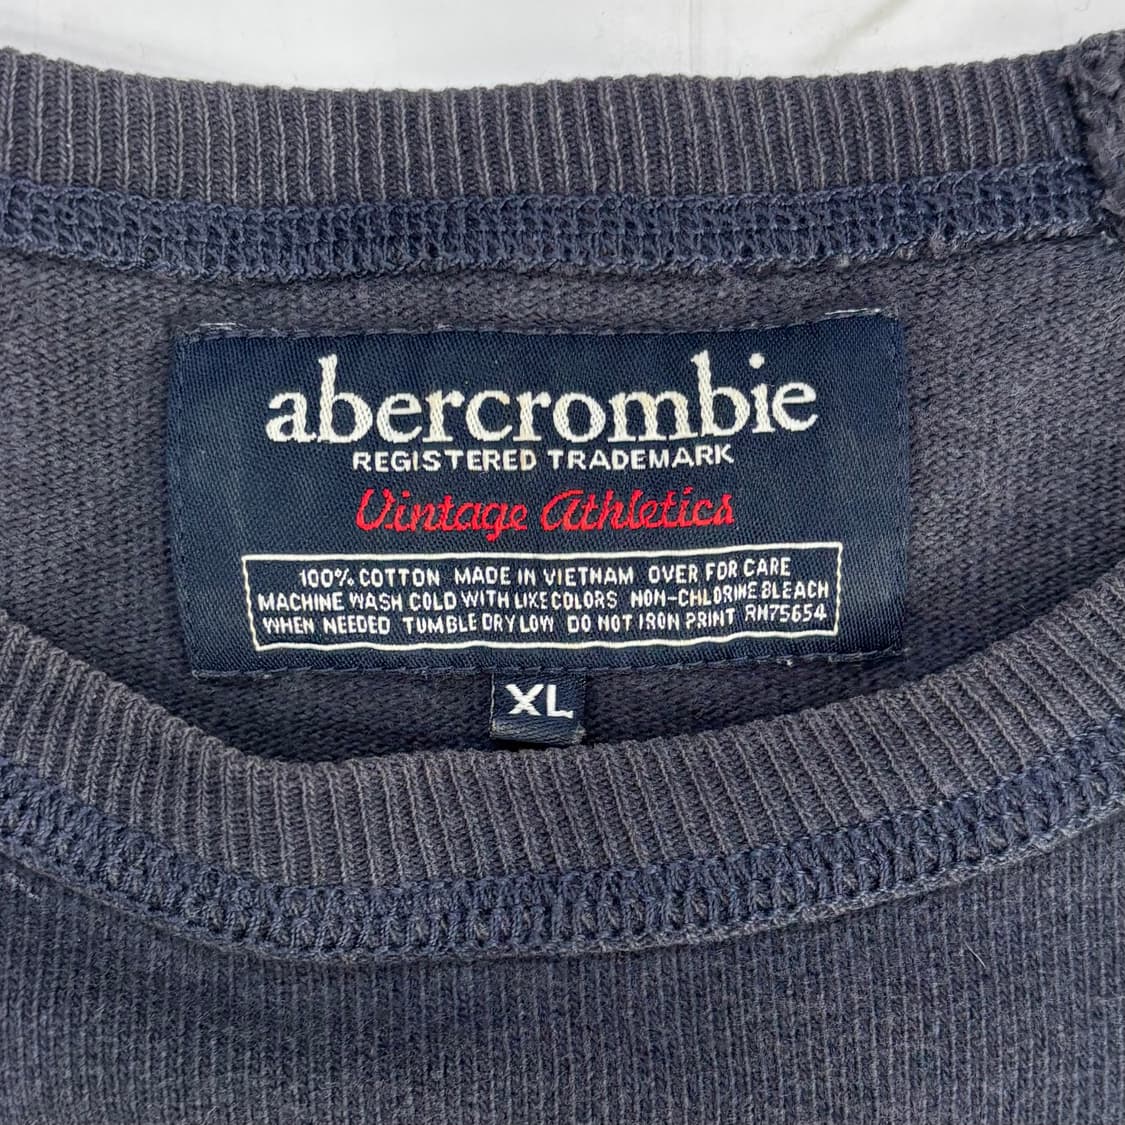 abercrombie
REGISTERED TRADEMARK
Vintage Athletics
100% COTTON MADE IN VIETNAM OVER FOR CARE
MACHINE WASH COLD WITH LIKE COLORS NON-CHLORINE BLEACH
WHEN NEEDED TUMBLE DRY LOW DO NOT IRON PRINT RN75654
XL